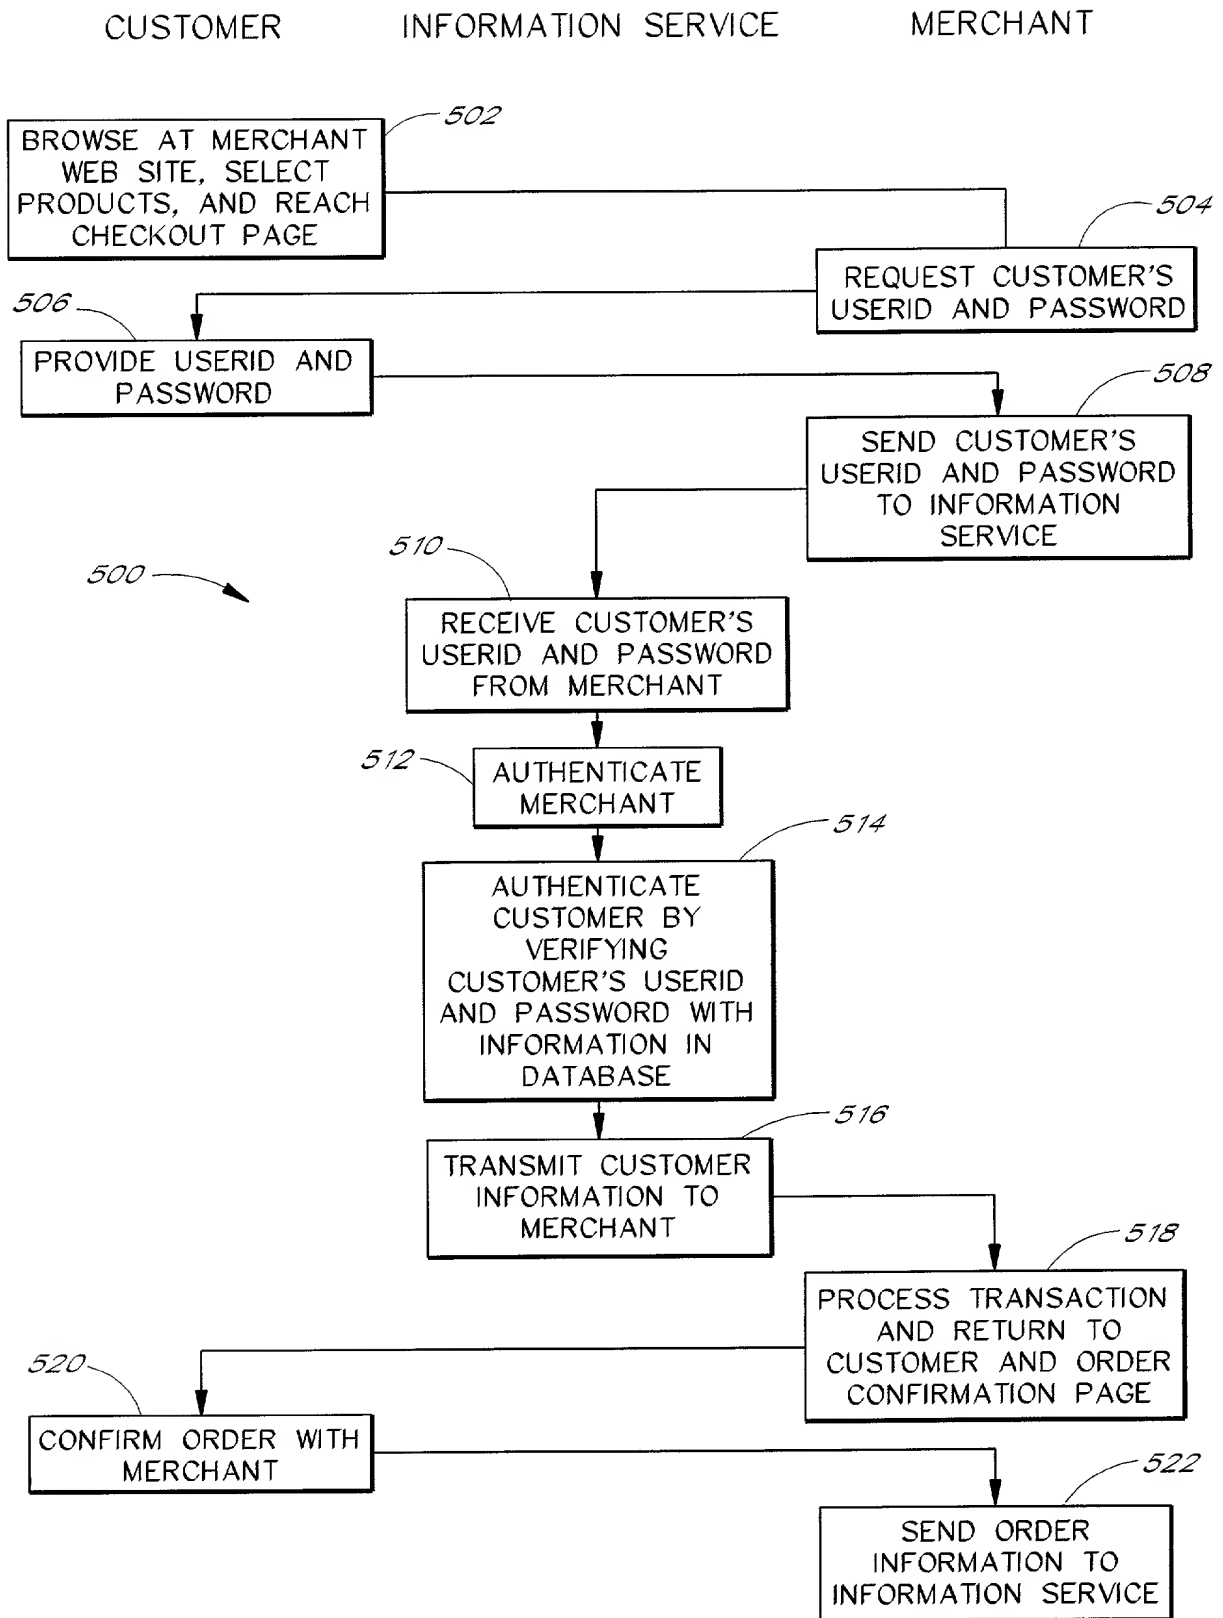 CUSTOMER INFORMATION SERVICE MERCHANT
502
BROWSE AT MERCHANT
WEB SITE, SELECT
PRODUCTS, AND REACH
CHECKOUT PAGE
504
REQUEST CUSTOMER'S
USERID AND PASSWORD
506
PROVIDE USERID AND
PASSWORD
508
SEND CUSTOMER'S
USERID AND PASSWORD
TO INFORMATION
SERVICE
500
510
RECEIVE CUSTOMER'S
USERID AND PASSWORD
FROM MERCHANT
512
AUTHENTICATE
MERCHANT
514
AUTHENTICATE
CUSTOMER BY
VERIFYING
CUSTOMER'S USERID
AND PASSWORD WITH
INFORMATION IN
DATABASE
516
TRANSMIT CUSTOMER
INFORMATION TO
MERCHANT
518
PROCESS TRANSACTION
AND RETURN TO
CUSTOMER AND ORDER
CONFIRMATION PAGE
520
CONFIRM ORDER WITH
MERCHANT
522
SEND ORDER
INFORMATION TO
INFORMATION SERVICE